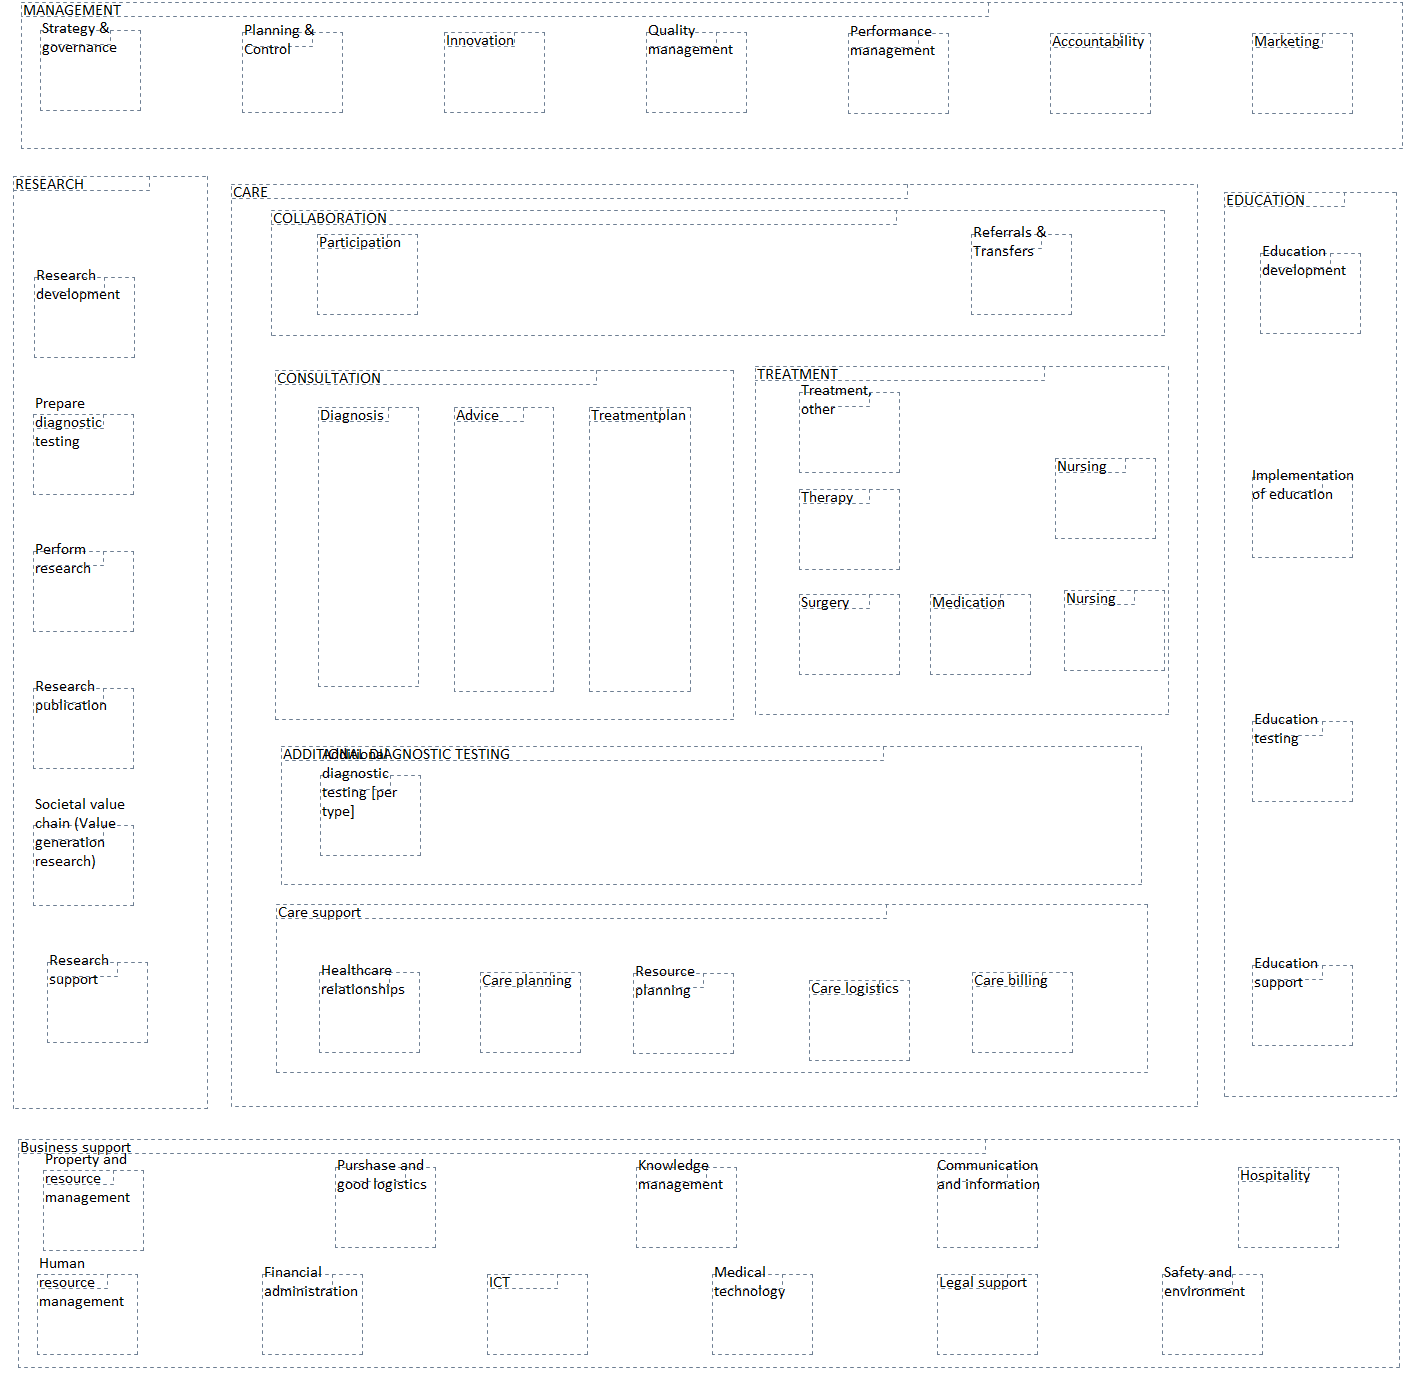 MANAGEMENT
Strategy &
governance
Planning &
Control
Innovation
Quality
management
Performance
management
Accountability
Marketing
RESEARCH
Research
development
Prepare
diagnostic
testing
Perform
research
Research
publication
Societal value
chain (Value
generation
research)
Research
support
CARE
COLLABORATION
Participation
Referrals &
Transfers
CONSULTATION
Diagnosis
Advice
Treatmentplan
TREATMENT
Treatment,
other
Nursing
Therapy
Surgery
Medication
Nursing
ADDITIONAL DIAGNOSTIC TESTING
Additional
diagnostic
testing [per
type]
Care support
Healthcare
relationships
Care planning
Resource
planning
Care logistics
Care billing
EDUCATION
Education
development
Implementation
of education
Education
testing
Education
support
Business support
Property and
resource
management
Purshase and
good logistics
Knowledge
management
Communication
and information
Hospitality
Human
resource
management
Financial
administration
ICT
Medical
technology
Legal support
Safety and
environment